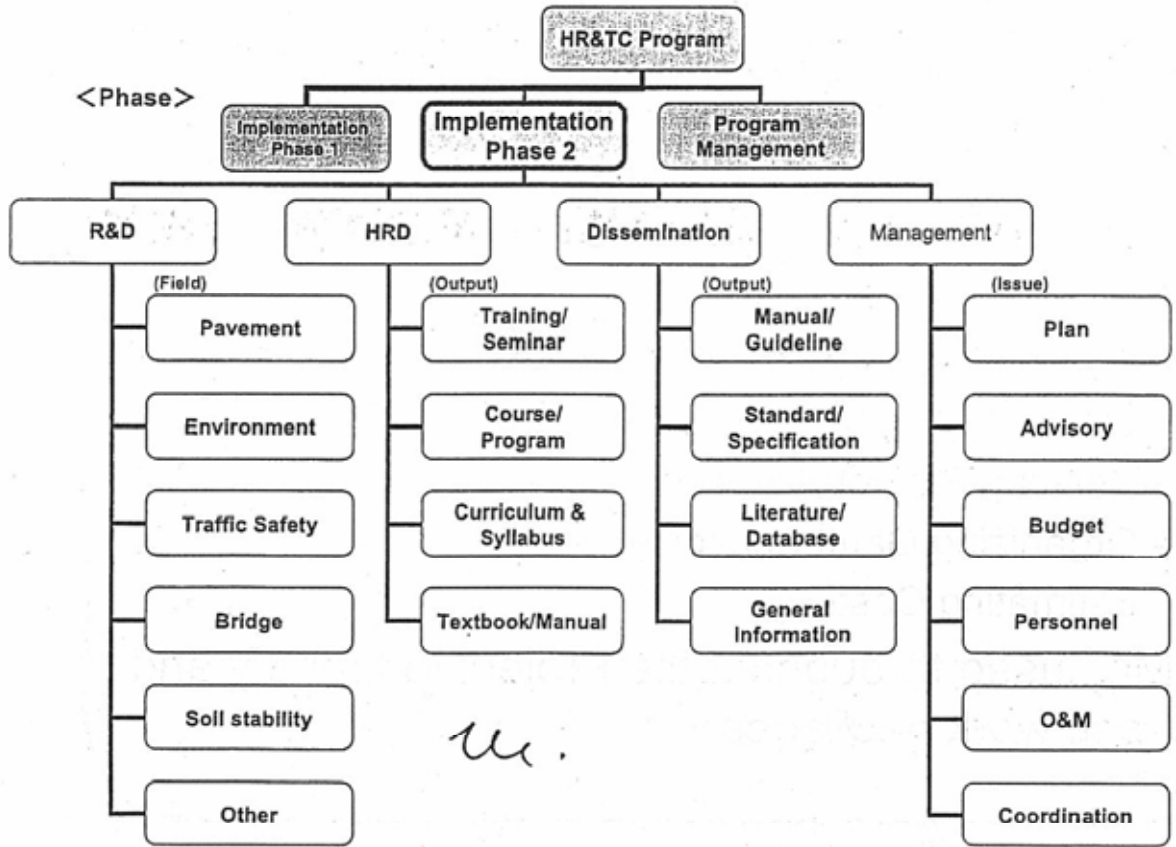 HR&TC Program
<Phase>
Implementation
Phase 1
Implementation
Phase 2
Program
Management
R&D
HRD
Dissemination
Management
(Field)
(Output)
(Output)
(Issue)
Pavement
Training/
Seminar
Manual/
Guideline
Plan
Environment
Course/
Program
Standard/
Specification
Advisory
Traffic Safety
Curriculum &
Syllabus
Literature/
Database
Budget
Bridge
Textbook/Manual
General
Information
Personnel
Soil stability
O&M
Other
Coordination